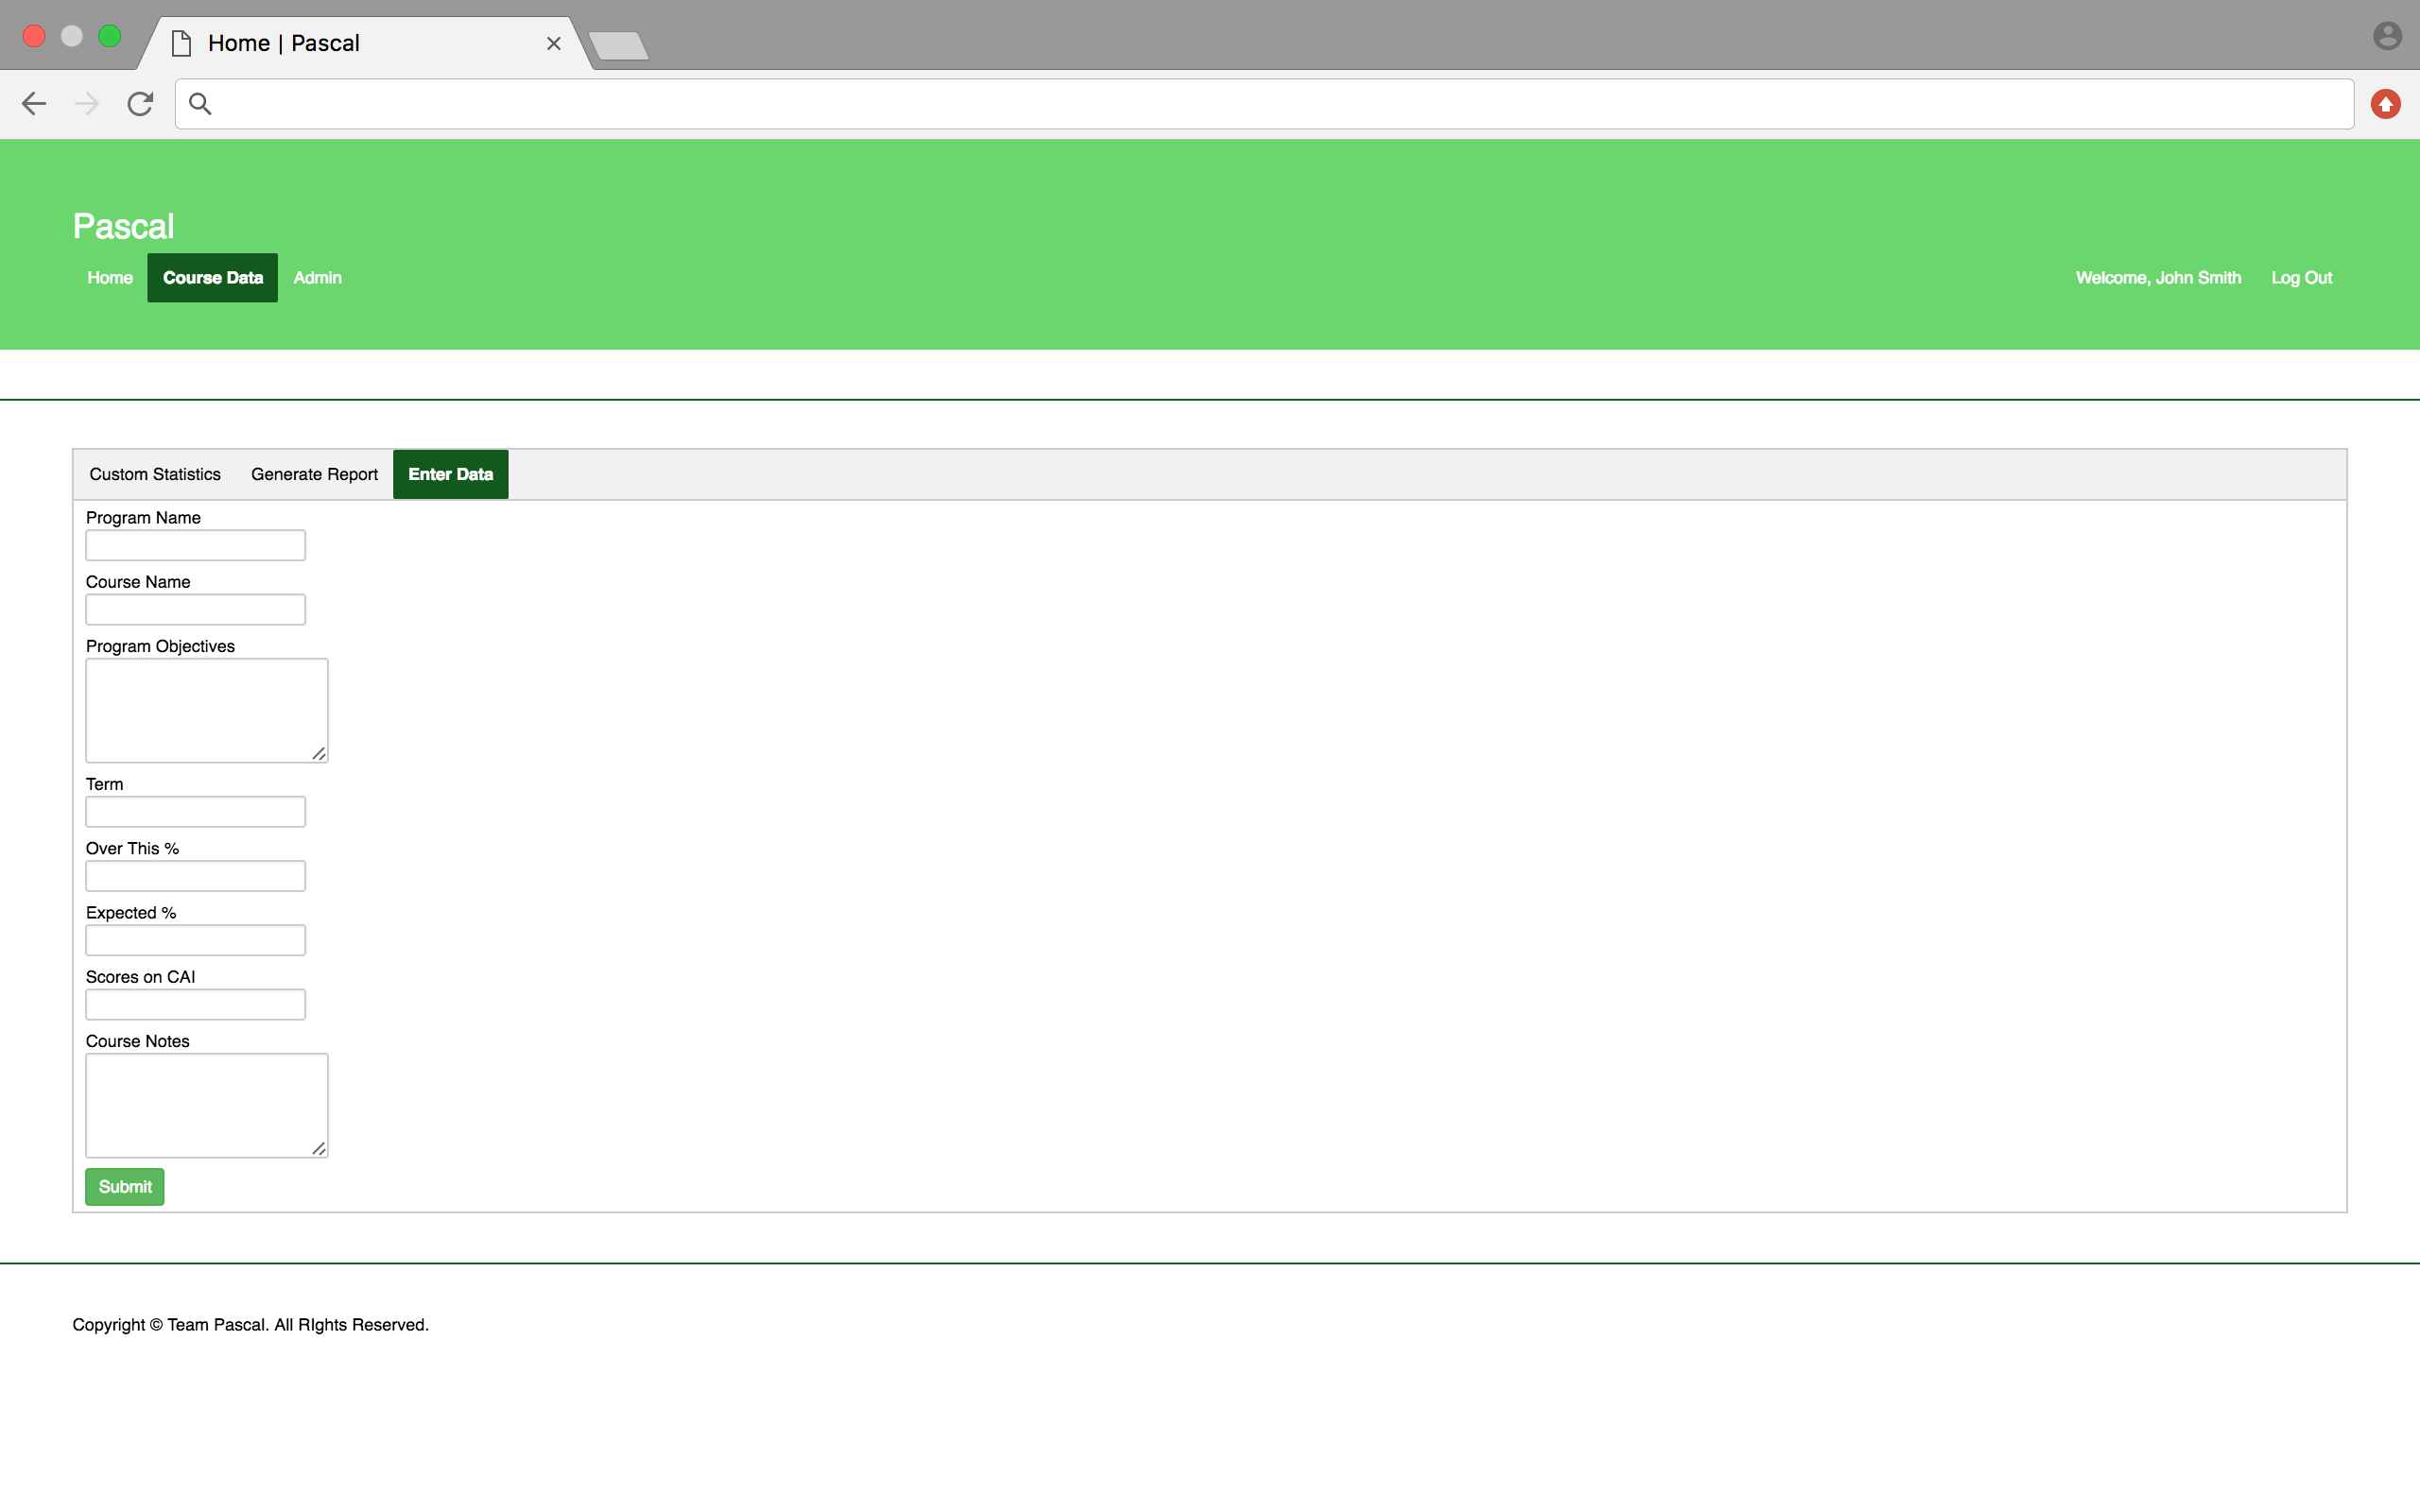 Home | Pascal
Pascal
Home Course Data Admin Welcome, John Smith Log Out
Custom Statistics Generate Report Enter Data
Program Name
Course Name
Program Objectives
Term
Over This %
Expected %
Scores on CAI
Course Notes
Submit
Copyright © Team Pascal. All RIghts Reserved.